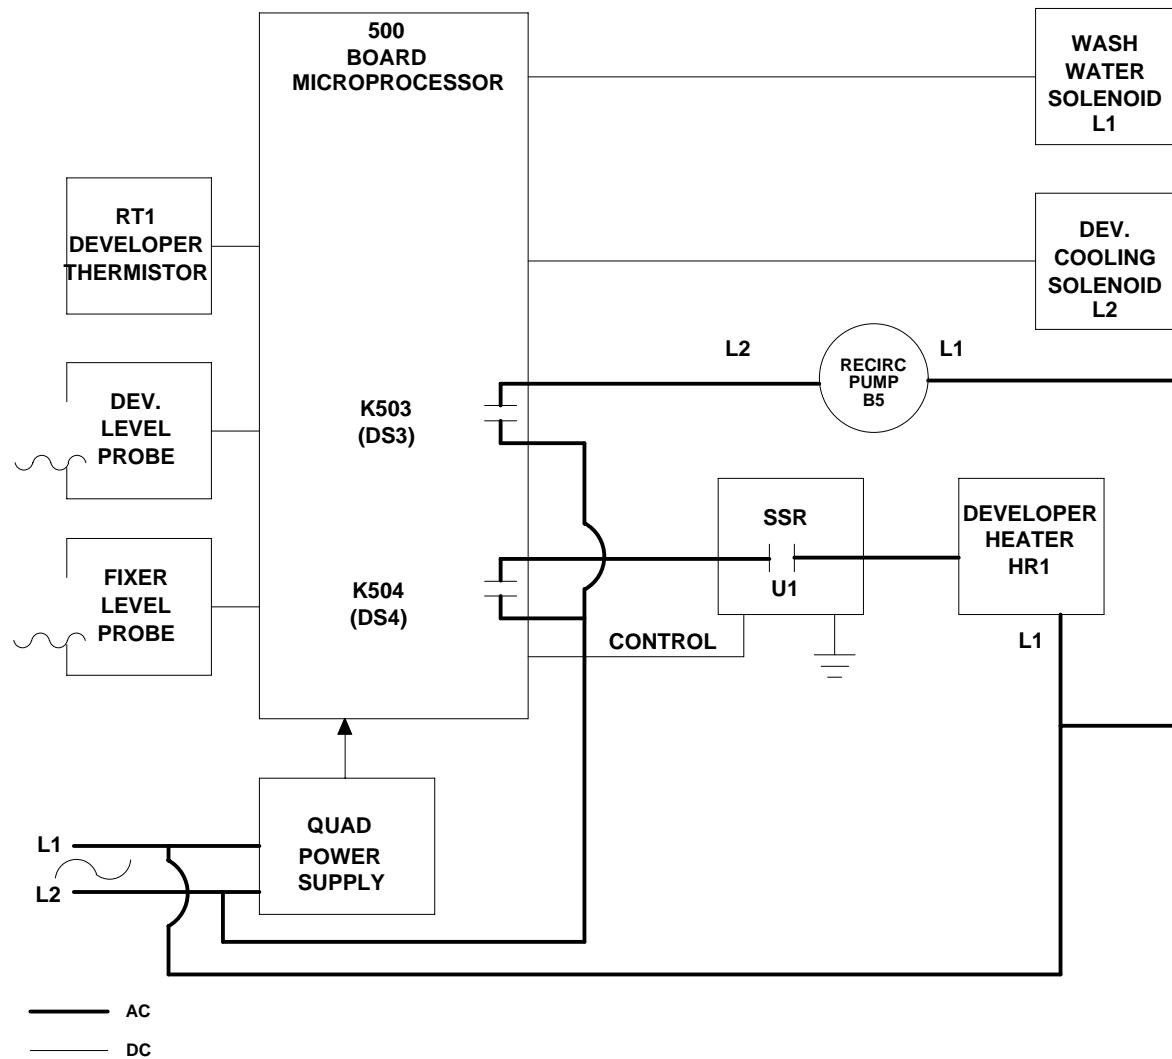 500
BOARD
MICROPROCESSOR
WASH
WATER
SOLENOID
L1
RT1
DEVELOPER
THERMISTOR
DEV.
COOLING
SOLENOID
L2
L2
L1
RECIRC
PUMP
B5
DEV.
LEVEL
PROBE
K503
(DS3)
SSR
U1
DEVELOPER
HEATER
HR1
FIXER
LEVEL
PROBE
K504
(DS4)
CONTROL
L1
QUAD
POWER
SUPPLY
L1
L2
AC
DC